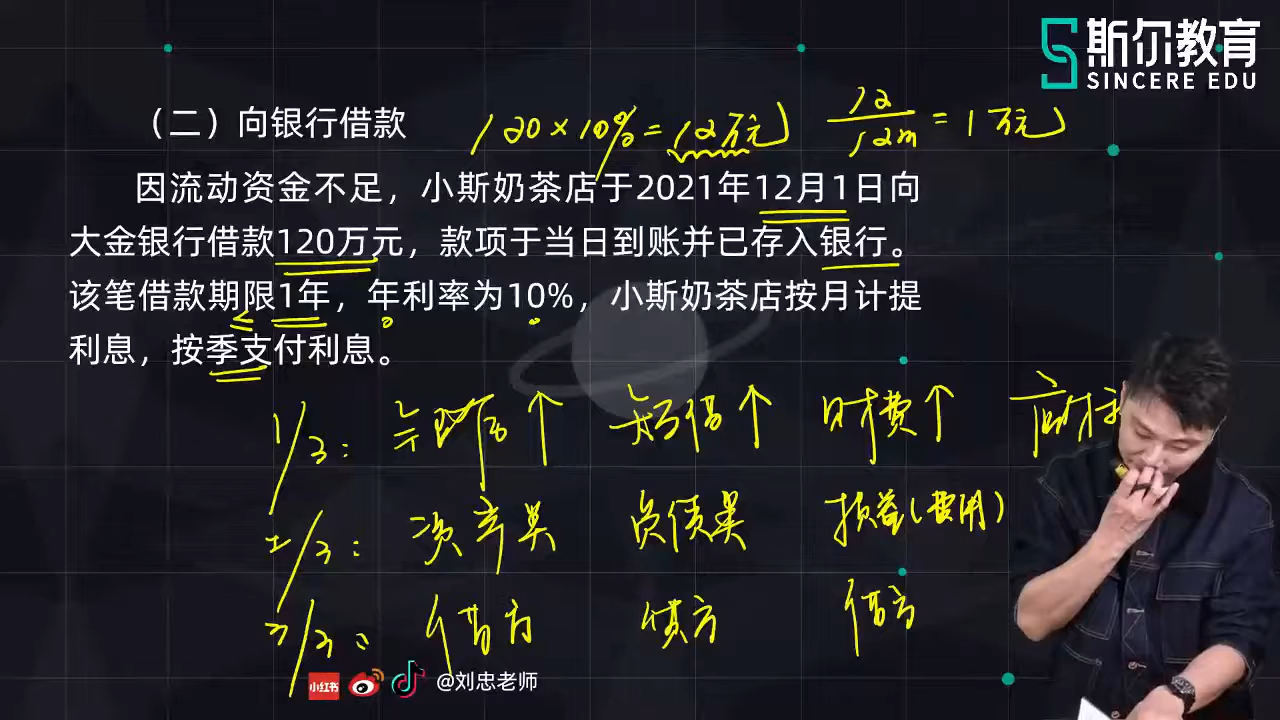 斯尔教育
SINCERE EDU
(二)向银行借款 120×10%=12万元 12/12m=1万元
因流动资金不足，小斯奶茶店于2021年12月1日向
大金银行借款120万元，款项于当日到账并已存入银行。
该笔借款期限1年，年利率为10%，小斯奶茶店按月计提
≤
利息，按季支付利息。
1/3: ↑ 短借↑ 财费↑
2/3: 资产类 负债类 损益(费用)
3/3: 借方 贷方 借方
小红书 @刘忠老师